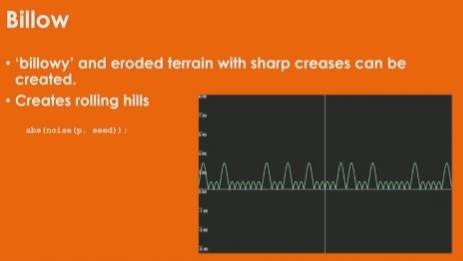 Billow
• 'billowy' and eroded terrain with sharp creases can be
created.
• Creates rolling hills
abs(noise(p, seed));